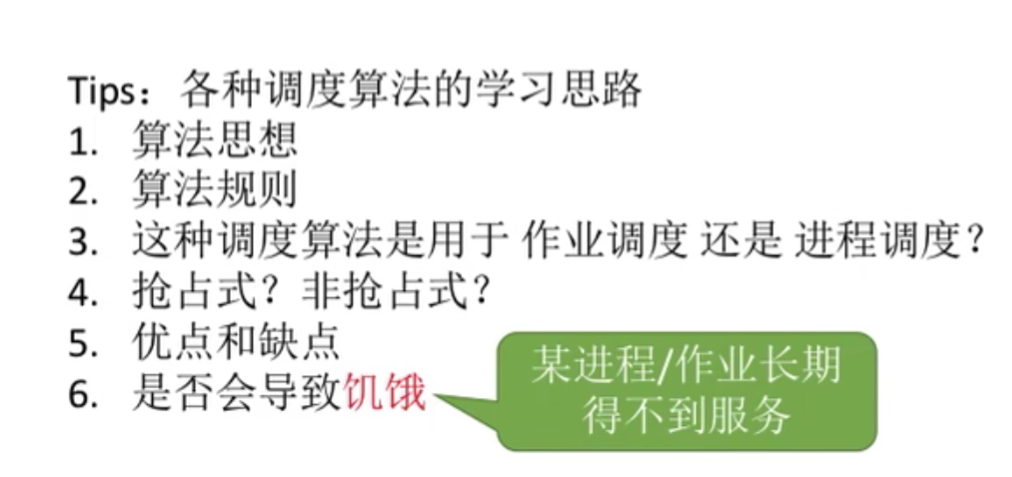 Tips：各种调度算法的学习思路
1. 算法思想
2. 算法规则
3. 这种调度算法是用于 作业调度 还是 进程调度？
4. 抢占式？非抢占式？
5. 优点和缺点
6. 是否会导致饥饿
某进程/作业长期
得不到服务